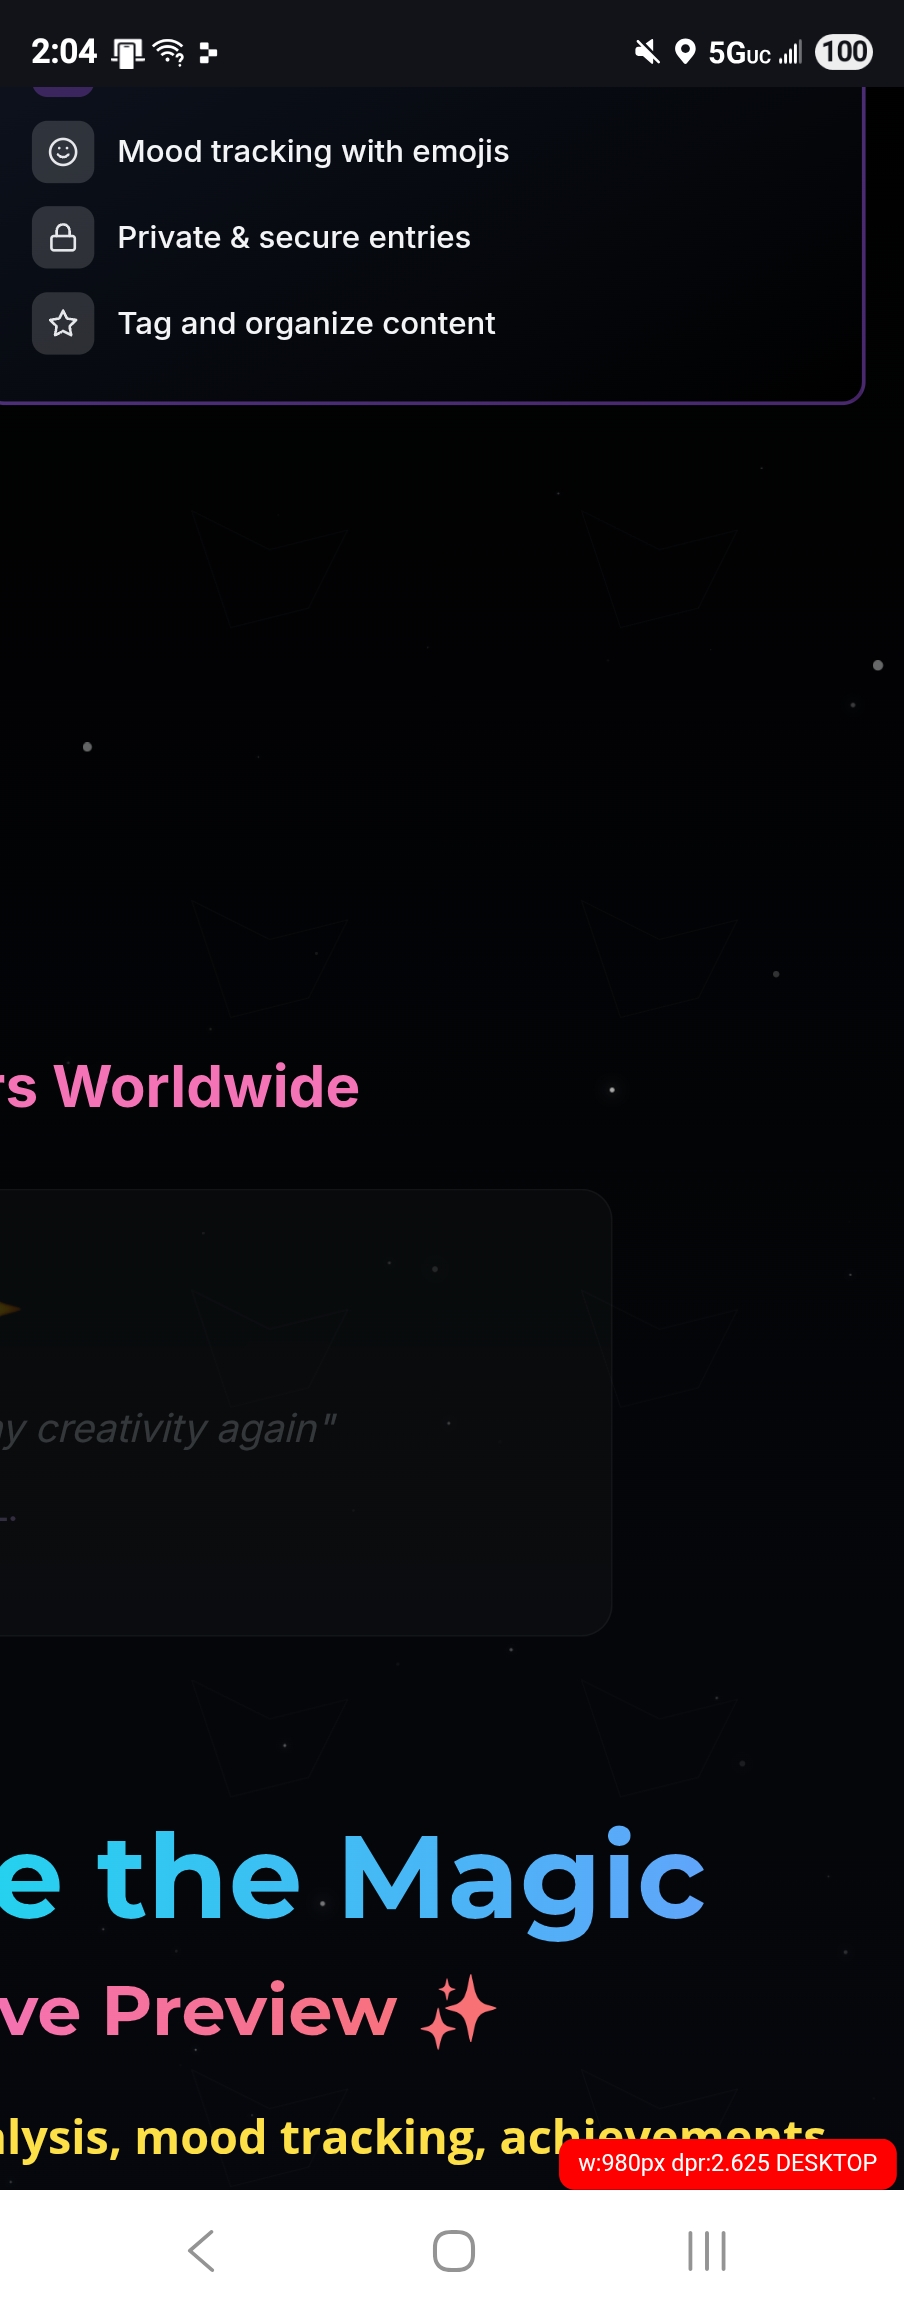 2:04
5GUC
100
Mood tracking with emojis
Private & secure entries
Tag and organize content
rs Worldwide
y creativity again"
e the Magic
ve Preview ✨
alysis, mood tracking, achievements
w:980px dpr:2.625 DESKTOP